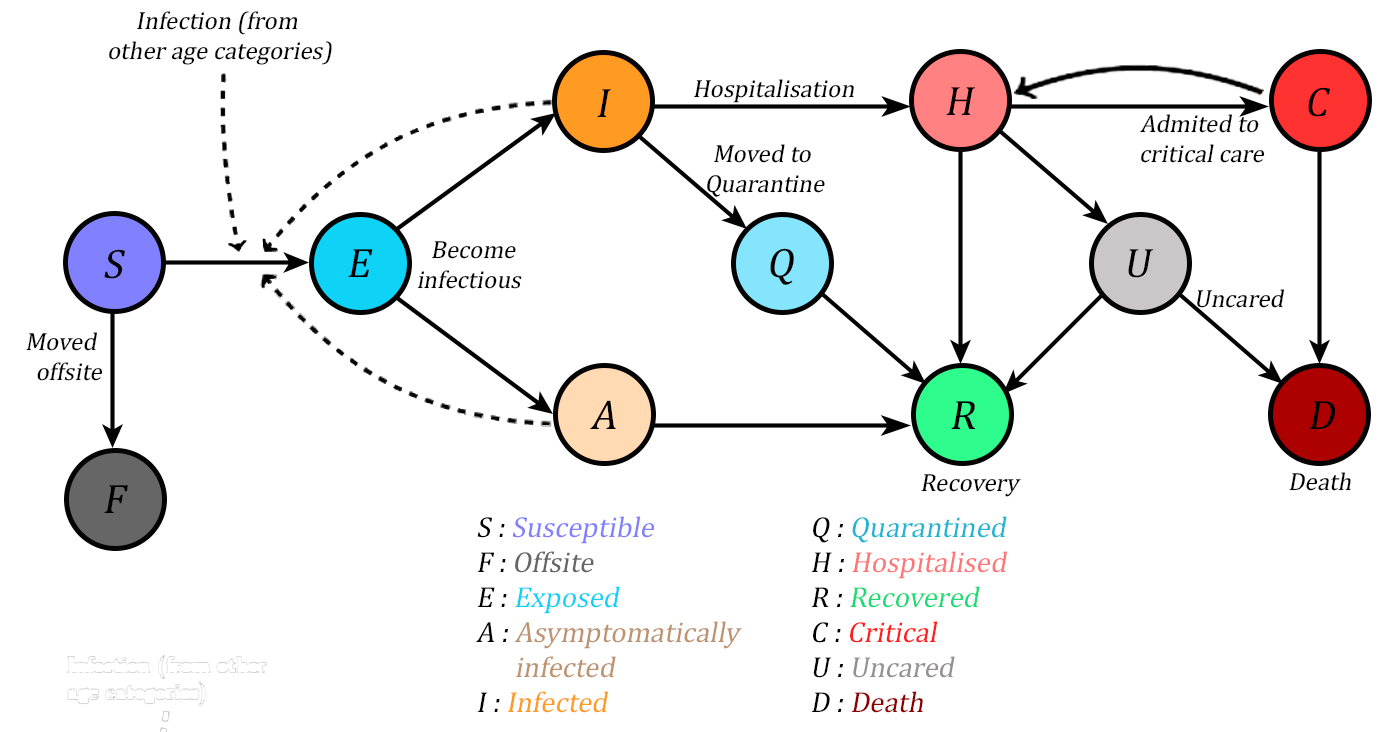 Infection (from
other age categories)
I
Hospitalisation
H
C
Admited to
critical care
Moved to
Quarantine
S
E
Become
infectious
Q
U
Uncared
Moved
offsite
A
R
D
Recovery
Death
F
S : Susceptible
F : Offsite
E : Exposed
A : Asymptomatically
infected
I : Infected
Q : Quarantined
H : Hospitalised
R : Recovered
C : Critical
U : Uncared
D : Death
Infection (from other
age categories)